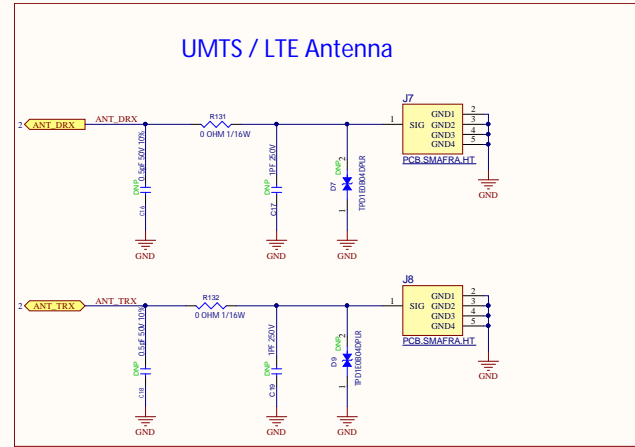 UMTS / LTE Antenna
J7
2 ANT_DRX ANT_DRX
R131
0 OHM 1/16W
1 SIG GND1 2
GND2 3
GND3 4
GND4 5
PCB.SMAFRA.HT
GND
DNP 0.5pF 50V 10%
C16
GND
DNP 1PF 250V
C17
GND
DNP 2
D7
TPD1E0B04DPLR
1
GND
J8
2 ANT_TRX ANT_TRX
R132
0 OHM 1/16W
1 SIG GND1 2
GND2 3
GND3 4
GND4 5
PCB.SMAFRA.HT
GND
DNP 0.5pF 50V 10%
C18
GND
DNP 1PF 250V
C19
GND
DNP 2
D9
TPD1E0B04DPLR
1
GND